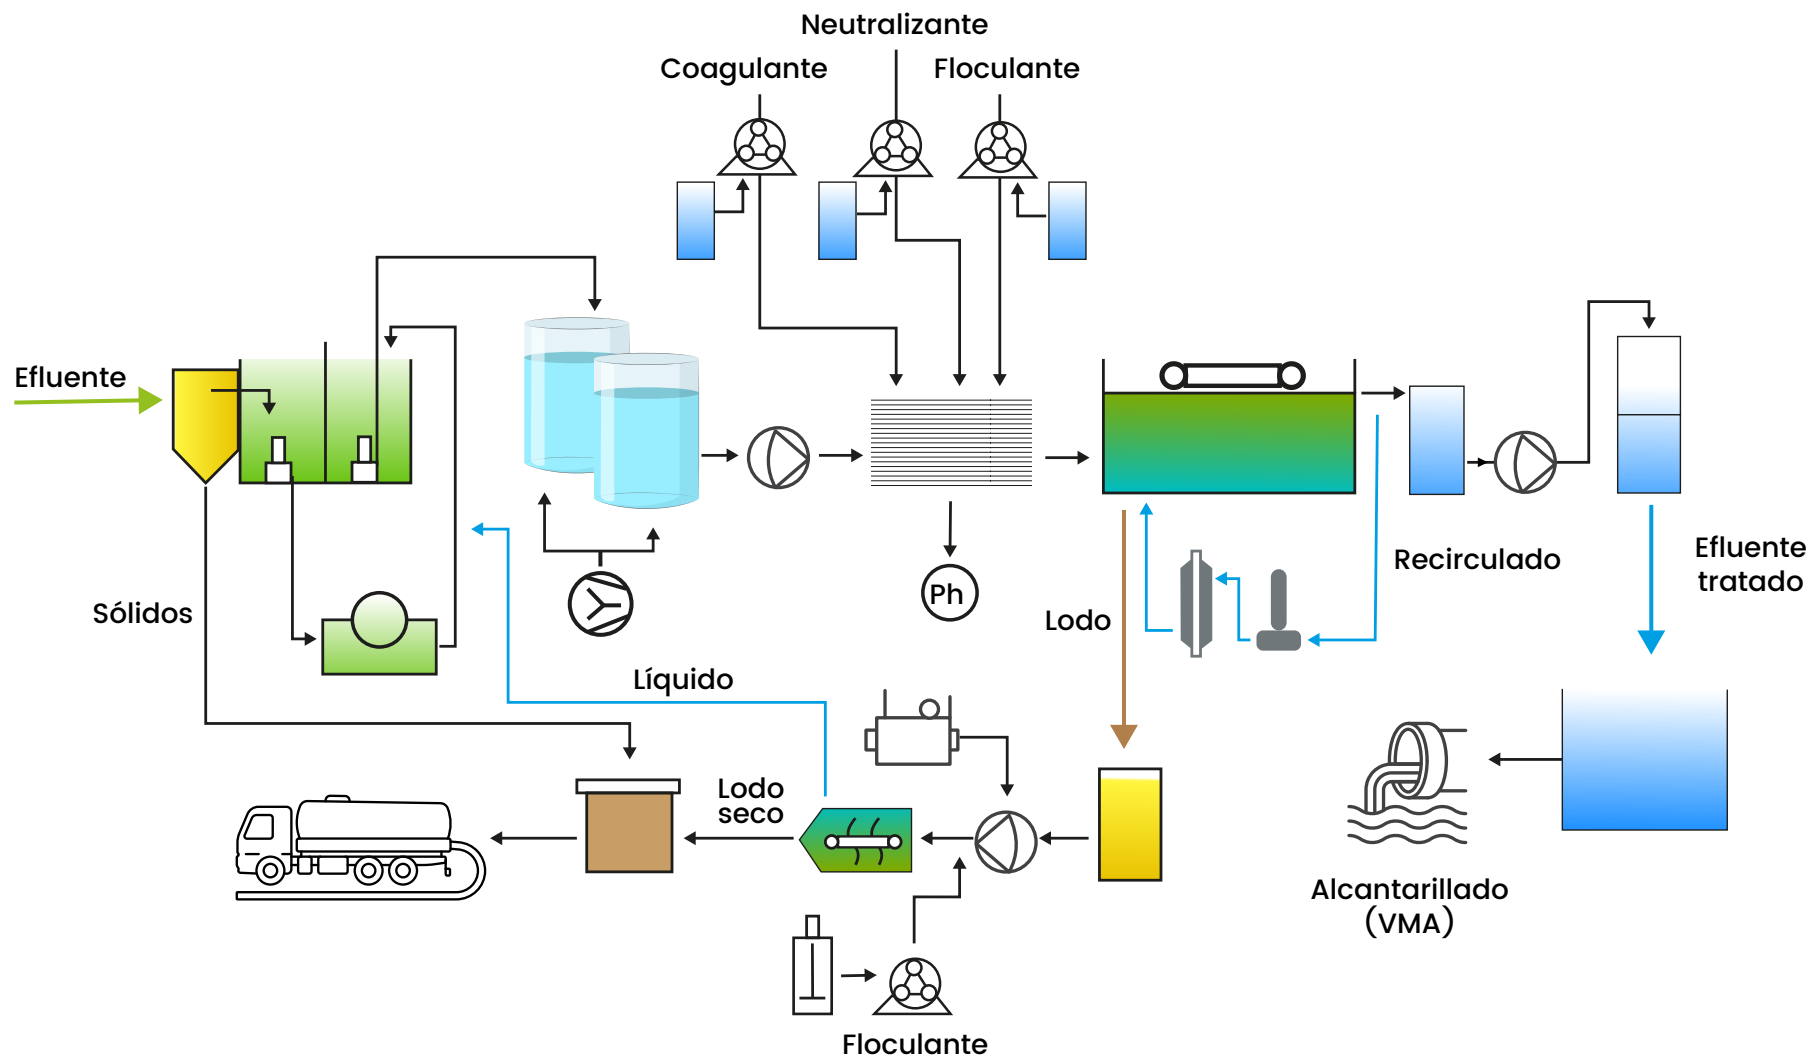 Neutralizante
Coagulante
Floculante
Efluente
Ph
Recirculado
Efluente
tratado
Sólidos
Lodo
Líquido
Lodo
seco
Alcantarillado
(VMA)
Floculante